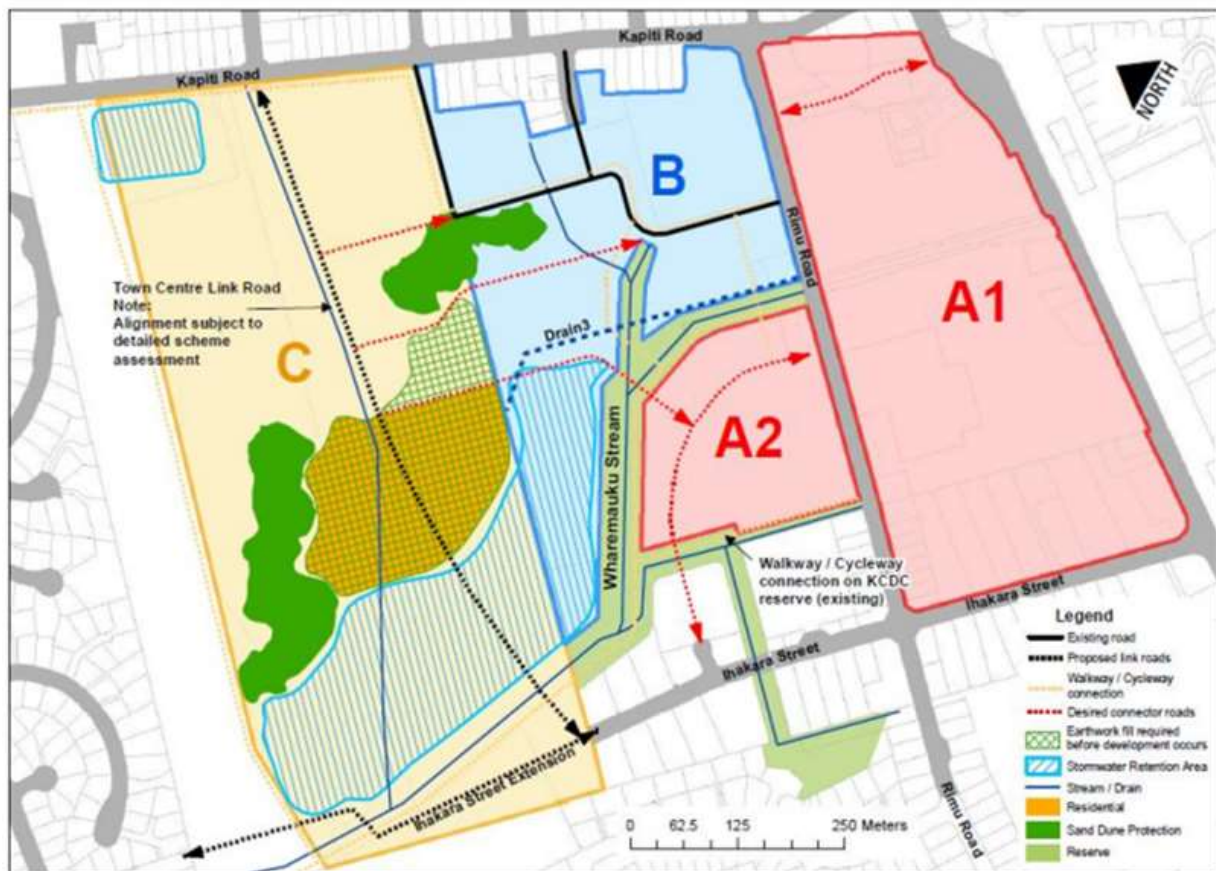 Kapiti Road
Kapiti Road
NORTH
B
Rimu Road
A1
Town Centre Link Road
Note:
Alignment subject to
detailed scheme
assessment
C
Drain3
Wharemauku Stream
A2
Walkway / Cycleway
connection on KCDC
reserve (existing)
Ihakara Street
Ihakara Street
Ihakara Street Extension
Rimu Road
0 62.5 125 250 Meters
Legend
Existing road
Proposed link roads
Walkway / Cycleway
connection
Desired connector roads
Earthwork fill required
before development occurs
Stormwater Retention Area
Stream / Drain
Residential
Sand Dune Protection
Reserve